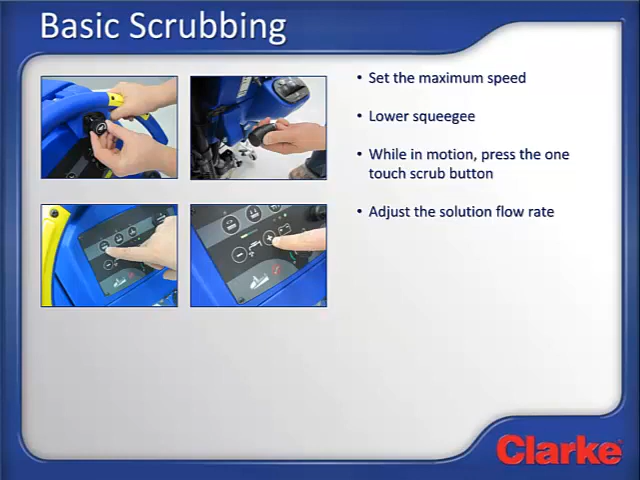 Basic Scrubbing
• Set the maximum speed
• Lower squeegee
• While in motion, press the one
touch scrub button
• Adjust the solution flow rate
Clarke